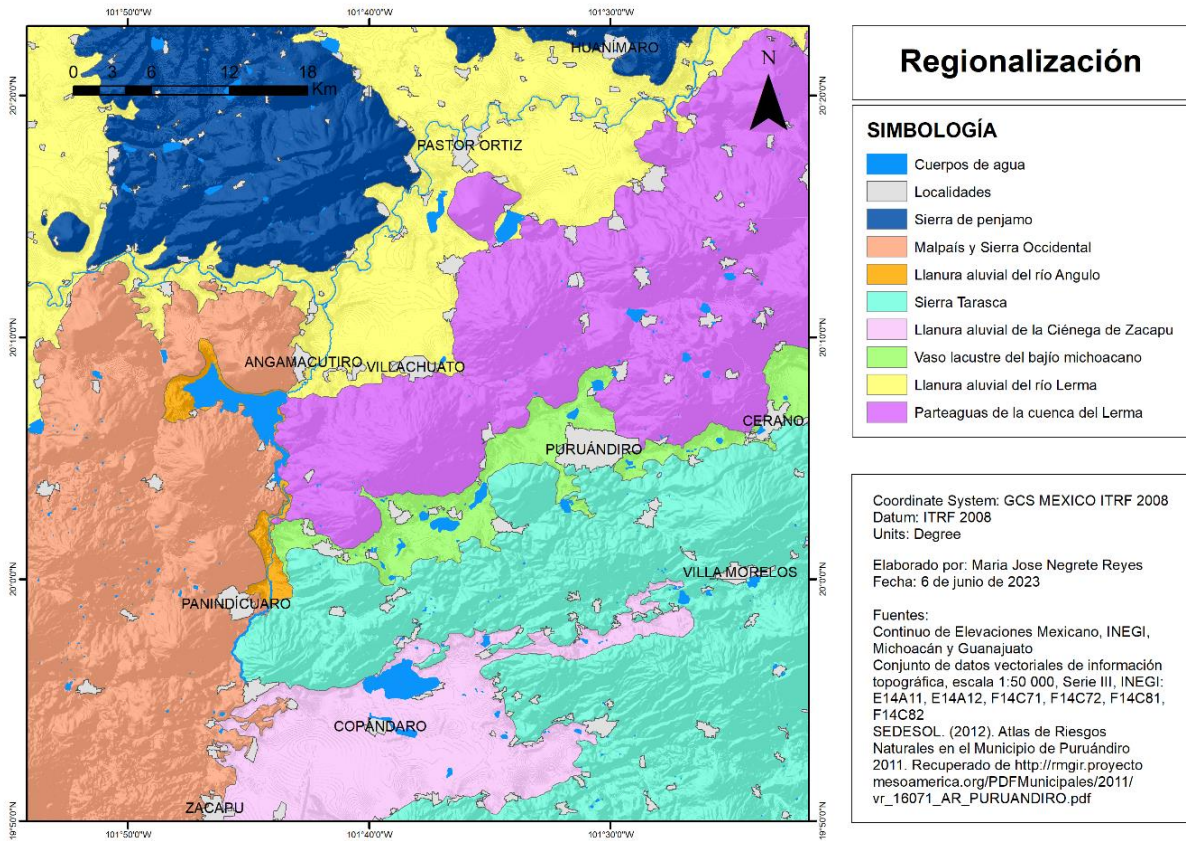 101°50'0"W
101°40'0"W
101°30'0"W
HUANÍMARO
N
0 3 6 12 18
Km
20°20'0"N
20°20'0"N
PASTOR ORTIZ
20°10'0"N
20°10'0"N
ANGAMACUTIRO
VILLACHUATO
CERANO
PURUÁNDIRO
20°0'0"N
20°0'0"N
VILLA MORELOS
PANINDÍCUARO
COPÁNDARO
ZACAPU
19°50'0"N
19°50'0"N
101°50'0"W
101°40'0"W
101°30'0"W
Regionalización
SIMBOLOGÍA
Cuerpos de agua
Localidades
Sierra de penjamo
Malpaís y Sierra Occidental
Llanura aluvial del río Angulo
Sierra Tarasca
Llanura aluvial de la Ciénega de Zacapu
Vaso lacustre del bajío michoacano
Llanura aluvial del río Lerma
Parteaguas de la cuenca del Lerma
Coordinate System: GCS MEXICO ITRF 2008
Datum: ITRF 2008
Units: Degree
Elaborado por: Maria Jose Negrete Reyes
Fecha: 6 de junio de 2023
Fuentes:
Continuo de Elevaciones Mexicano, INEGI,
Michoacán y Guanajuato
Conjunto de datos vectoriales de información
topográfica, escala 1:50 000, Serie III, INEGI:
E14A11, E14A12, F14C71, F14C72, F14C81,
F14C82
SEDESOL. (2012). Atlas de Riesgos
Naturales en el Municipio de Puruándiro
2011. Recuperado de http://rmgir.proyecto
mesoamerica.org/PDFMunicipales/2011/
vr_16071_AR_PURUANDIRO.pdf